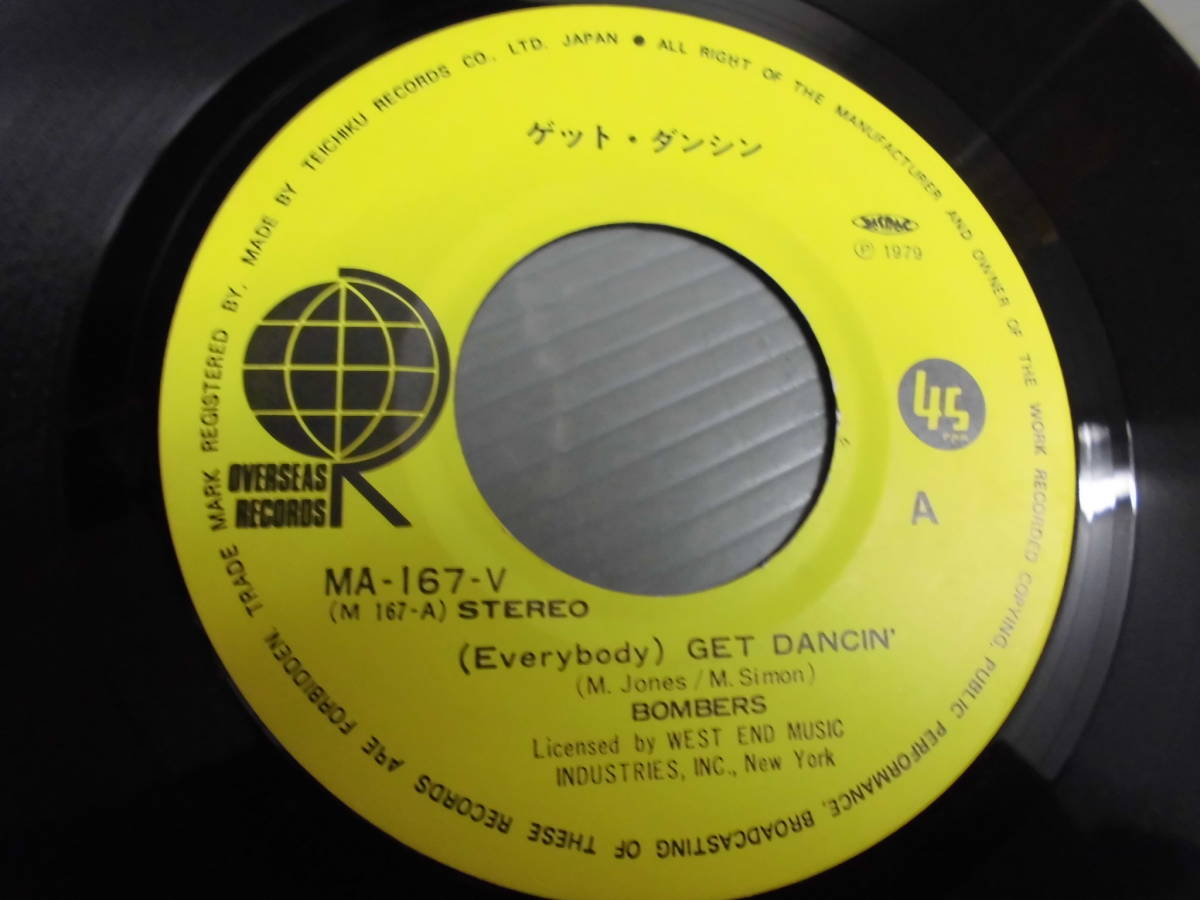 ゲット・ダンシン
Ⓟ 1979
45
A
OVERSEAS
RECORDS
MA-167-V
(M 167-A) STEREO
(Everybody) GET DANCIN'
(M. Jones / M. Simon)
BOMBERS
Licensed by WEST END MUSIC
INDUSTRIES, INC., New York
TRADE MARK REGISTERED BY, MADE BY TEICHIKU RECORDS CO., LTD. JAPAN ● ALL RIGHT OF THE MANUFACTURER AND OWNER OF THE WORK RECORDED COPYING, PUBLIC PERFORMANCE, BROADCASTING OF THESE RECORDS ARE FORBIDDEN,